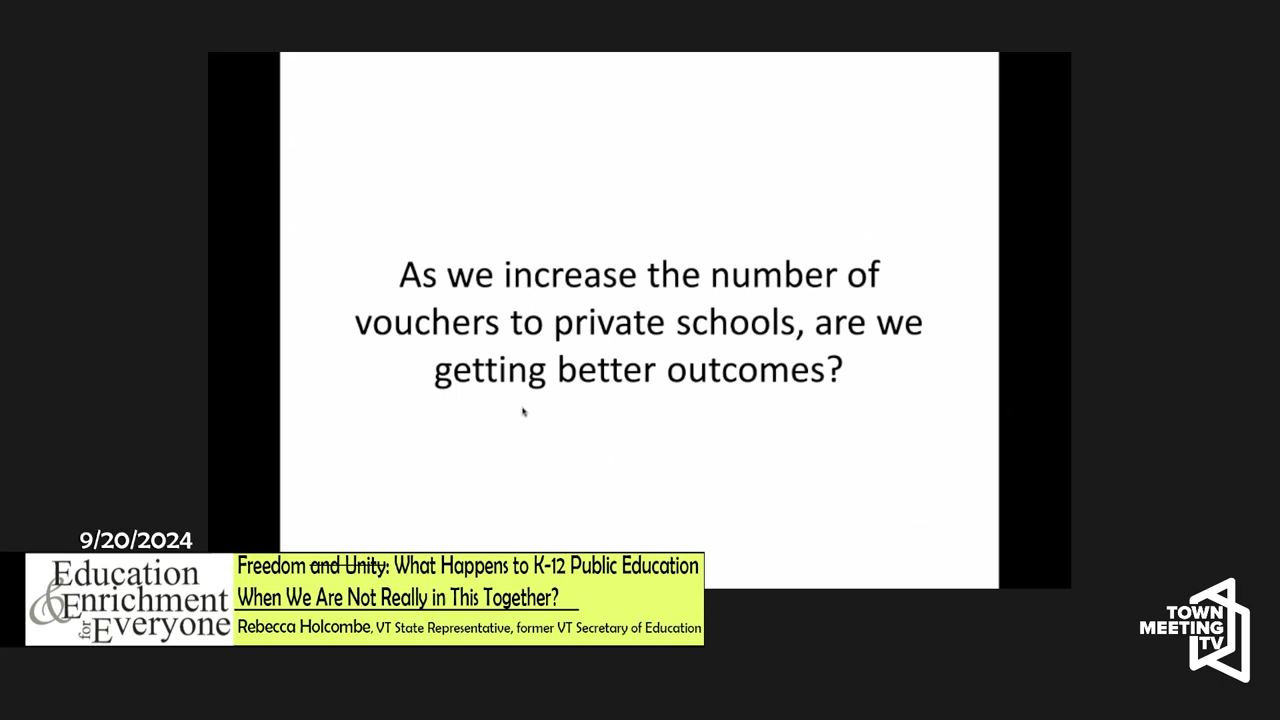 As we increase the number of
vouchers to private schools, are we
getting better outcomes?
9/20/2024
Education
& Enrichment
for Everyone
Freedom and Unity: What Happens to K-12 Public Education
When We Are Not Really in This Together?
Rebecca Holcombe, VT State Representative, former VT Secretary of Education
TOWN
MEETING
TV